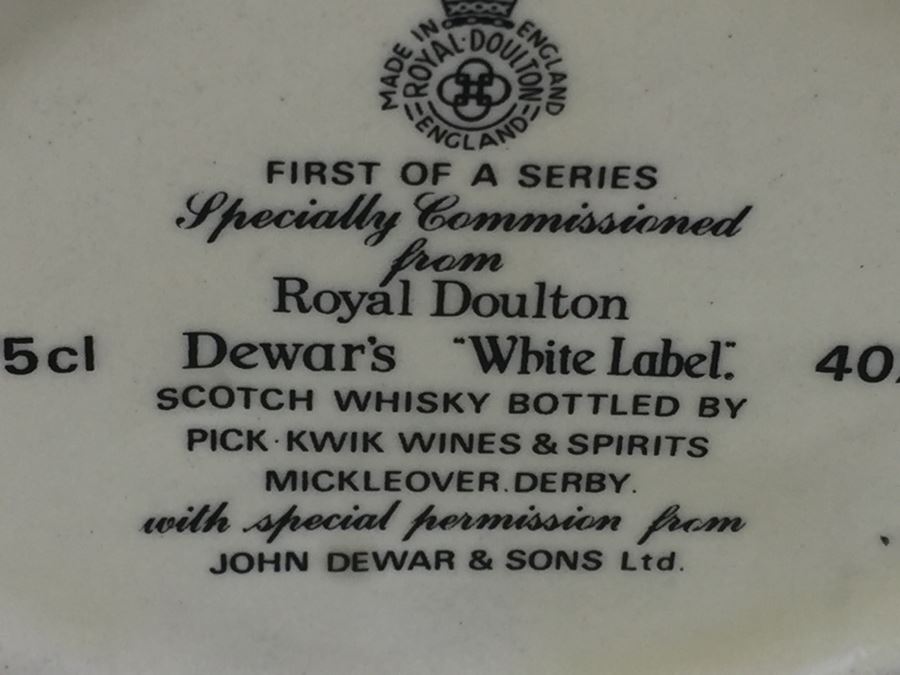 MADE IN ENGLAND
ROYAL·DOULTON
ENGLAND
FIRST OF A SERIES
Specially Commissioned
from
Royal Doulton
5cl Dewar's "White Label". 40
SCOTCH WHISKY BOTTLED BY
PICK·KWIK WINES & SPIRITS
MICKLEOVER.DERBY.
with special permission from
JOHN DEWAR & SONS Ltd.